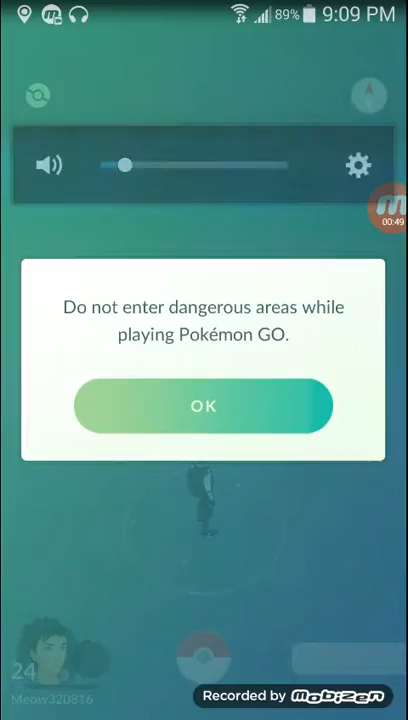 89% 9:09 PM
00:49
Do not enter dangerous areas while
playing Pokémon GO.
OK
24
Meow320816
Recorded by mobizen